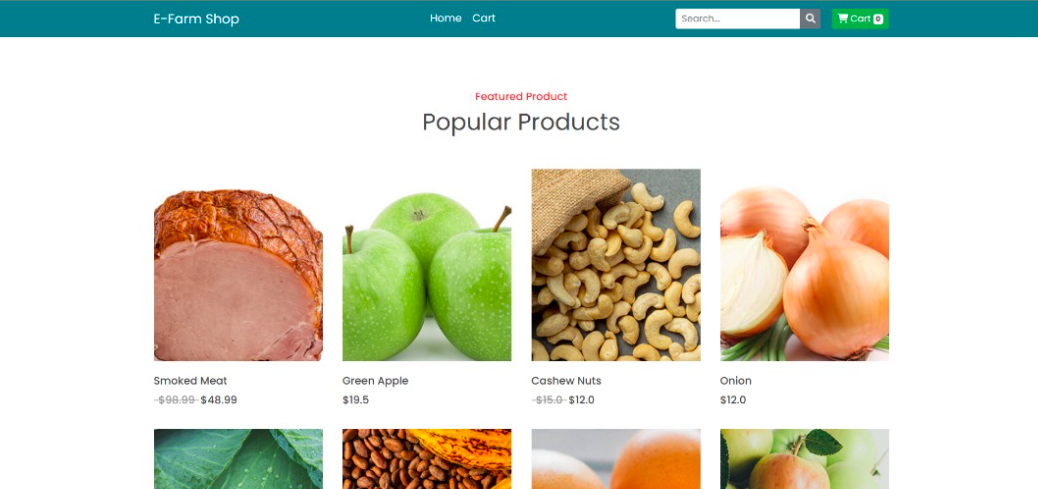 E-Farm Shop
Home Cart
Search...
Cart 0
Featured Product
Popular Products
Smoked Meat
$98.99 $48.99
Green Apple
$19.5
Cashew Nuts
$15.0 $12.0
Onion
$12.0